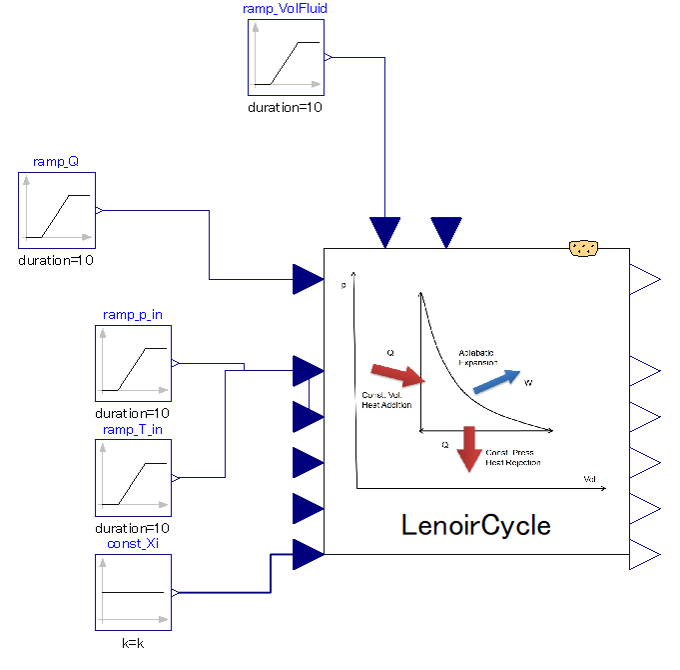 ramp_VolFluid
duration=10
ramp_Q
duration=10
ramp_p_in
duration=10
ramp_T_in
duration=10
const_Xi
k=k
p
Q
Adiabatic
Expansion
W
Const. Vol.
Heat Addition
Q
Const. Press
Heat Rejection
Vol
LenoirCycle